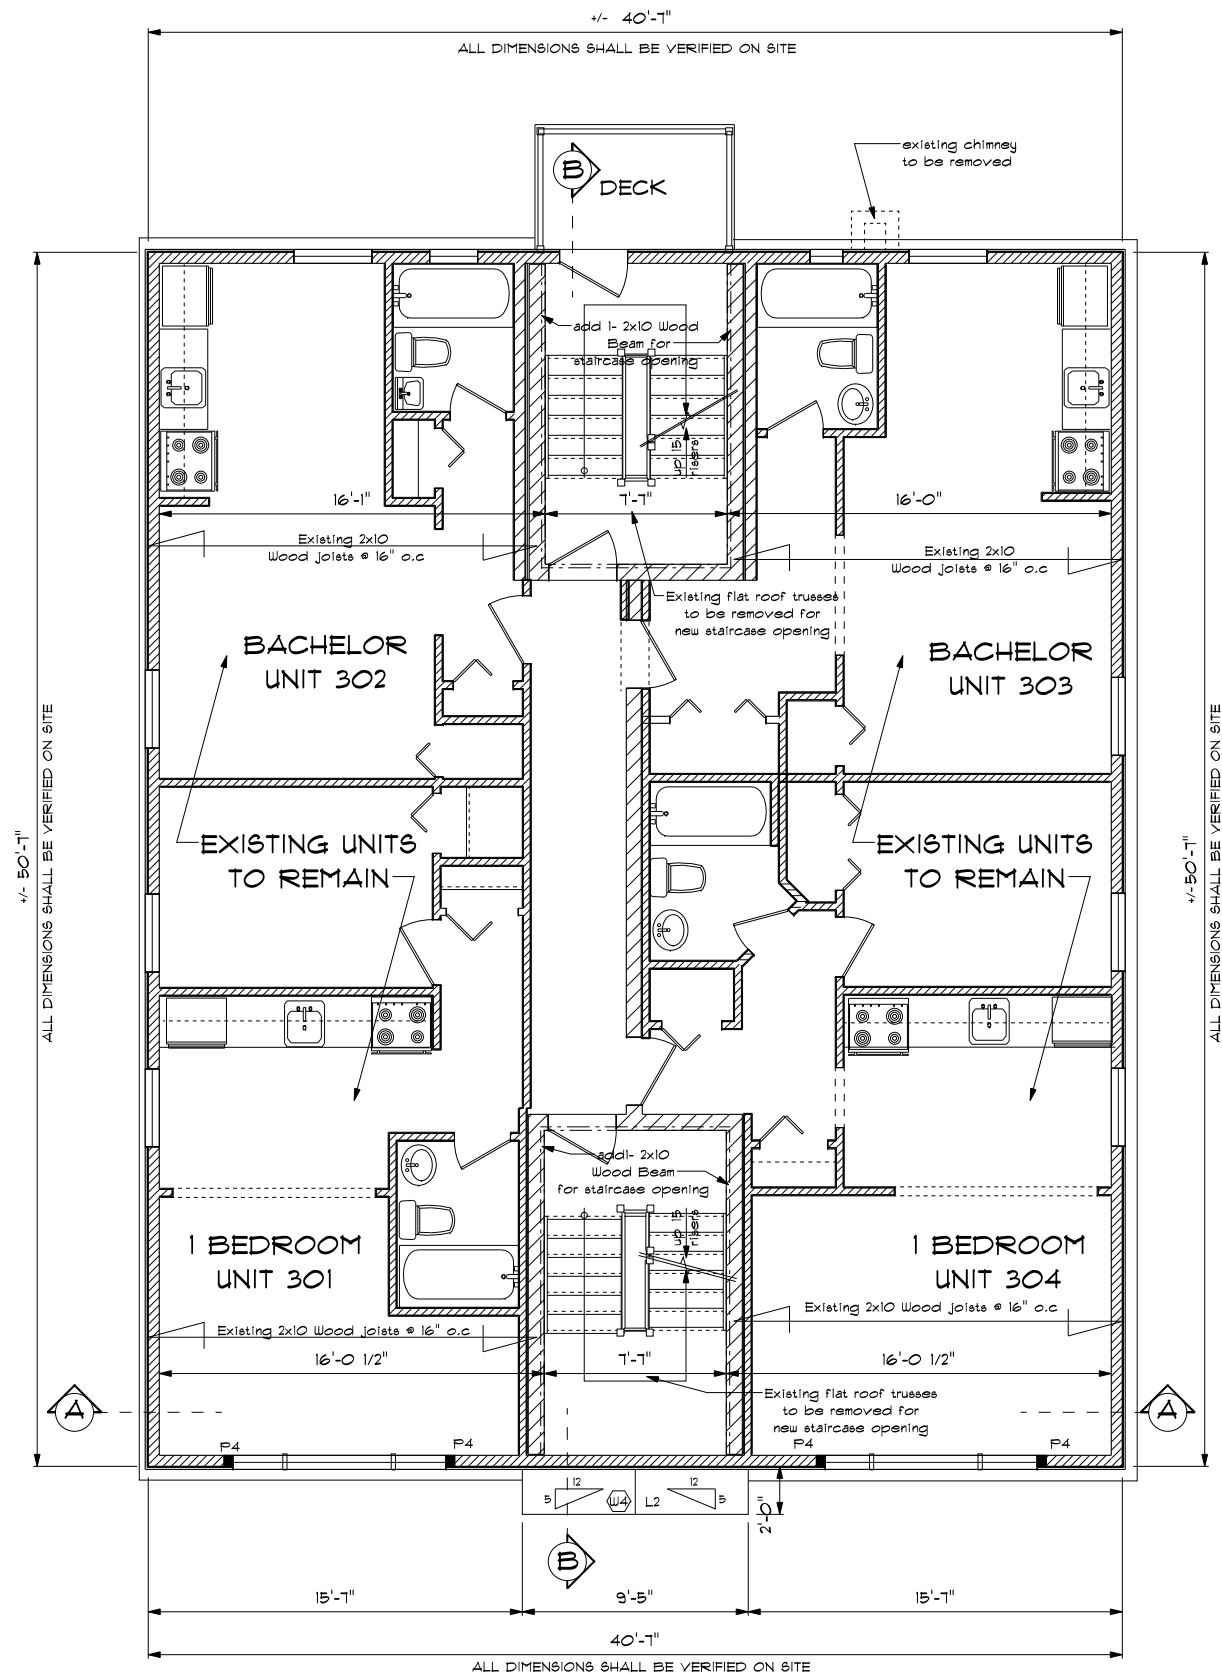 +/- 40'-7"
ALL DIMENSIONS SHALL BE VERIFIED ON SITE
existing chimney
to be removed
B
DECK
add 1- 2x10 Wood
Beam for
staircase opening
up 15
risers
16'-1"
7'-7"
16'-0"
Existing 2x10
Wood joists @ 16" o.c
Existing 2x10
Wood joists @ 16" o.c
Existing flat roof trusses
to be removed for
new staircase opening
BACHELOR
UNIT 302
BACHELOR
UNIT 303
+/- 50'-7"
ALL DIMENSIONS SHALL BE VERIFIED ON SITE
+/-50'-7"
ALL DIMENSIONS SHALL BE VERIFIED ON SITE
EXISTING UNITS
TO REMAIN
EXISTING UNITS
TO REMAIN
add1- 2x10
Wood Beam
for staircase opening
up 15
risers
1 BEDROOM
UNIT 301
1 BEDROOM
UNIT 304
Existing 2x10 Wood joists @ 16" o.c
Existing 2x10 Wood joists @ 16" o.c
16'-0 1/2"
7'-7"
16'-0 1/2"
Existing flat roof trusses
to be removed for
new staircase opening
A
A
P4
P4
P4
P4
12
5
W4
L2
12
5
2'-0"
B
15'-7"
9'-5"
15'-7"
40'-7"
ALL DIMENSIONS SHALL BE VERIFIED ON SITE